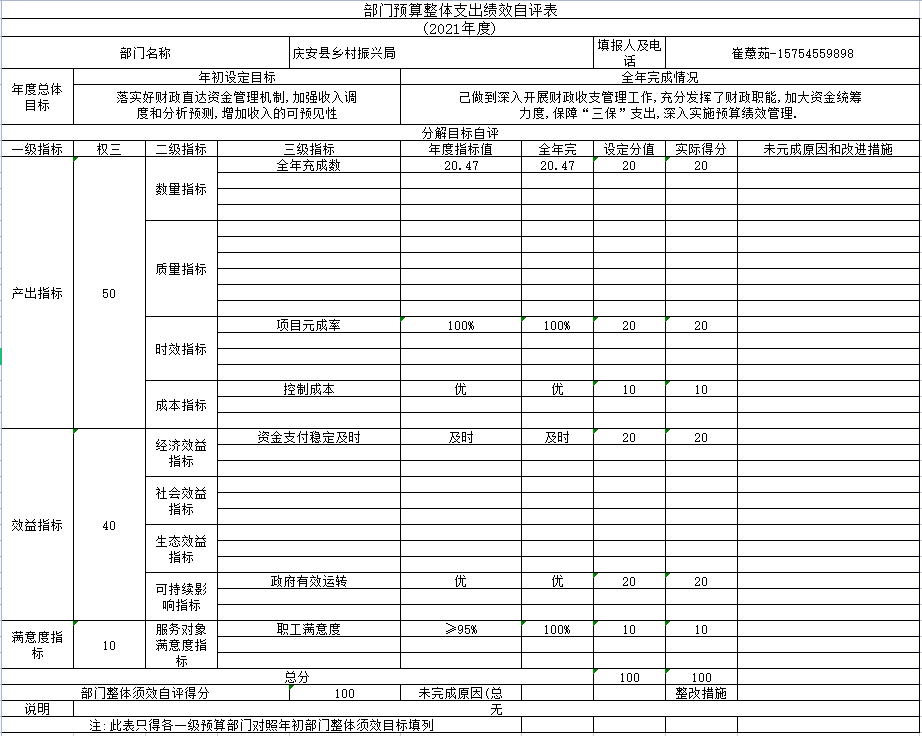 部门预算整体支出绩效自评表
(2021年度)
部门名称 庆安县乡村振兴局 填报人及电话 崔薏茹-15754559898
年度总体目标 年初设定目标 全年完成情况
落实好财政直达资金管理机制,加强收入调
度和分析预测,增加收入的可预见性
己做到深入开展财政收支管理工作,充分发挥了财政职能,加大资金统筹
力度,保障“三保”支出,深入实施预算绩效管理.
分解目标自评
一级指标 权三 二级指标 三级指标 年度指标值 全年完 设定分值 实际得分 未元成原因和改进措施
产出指标 50 数量指标 全年充成数 20.47 20.47 20 20
质量指标
时效指标 项目元成率 100% 100% 20 20
成本指标 控制成本 优 优 10 10
效益指标 40 经济效益指标 资金支付稳定及时 及时 及时 20 20
社会效益指标
生态效益指标
可持续影响指标 政府有效运转 优 优 20 20
满意度指标 10 服务对象满意度指标 职工满意度 ≥95% 100% 10 10
总分 100 100
部门整体须效自评得分 100 未完成原因(总 整改措施
说明 无
注:此表只得各一级预算部门对照年初部门整体须效目标填列